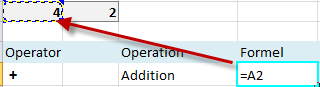 4 2
Operator Operation Formel
+ Addition =A2